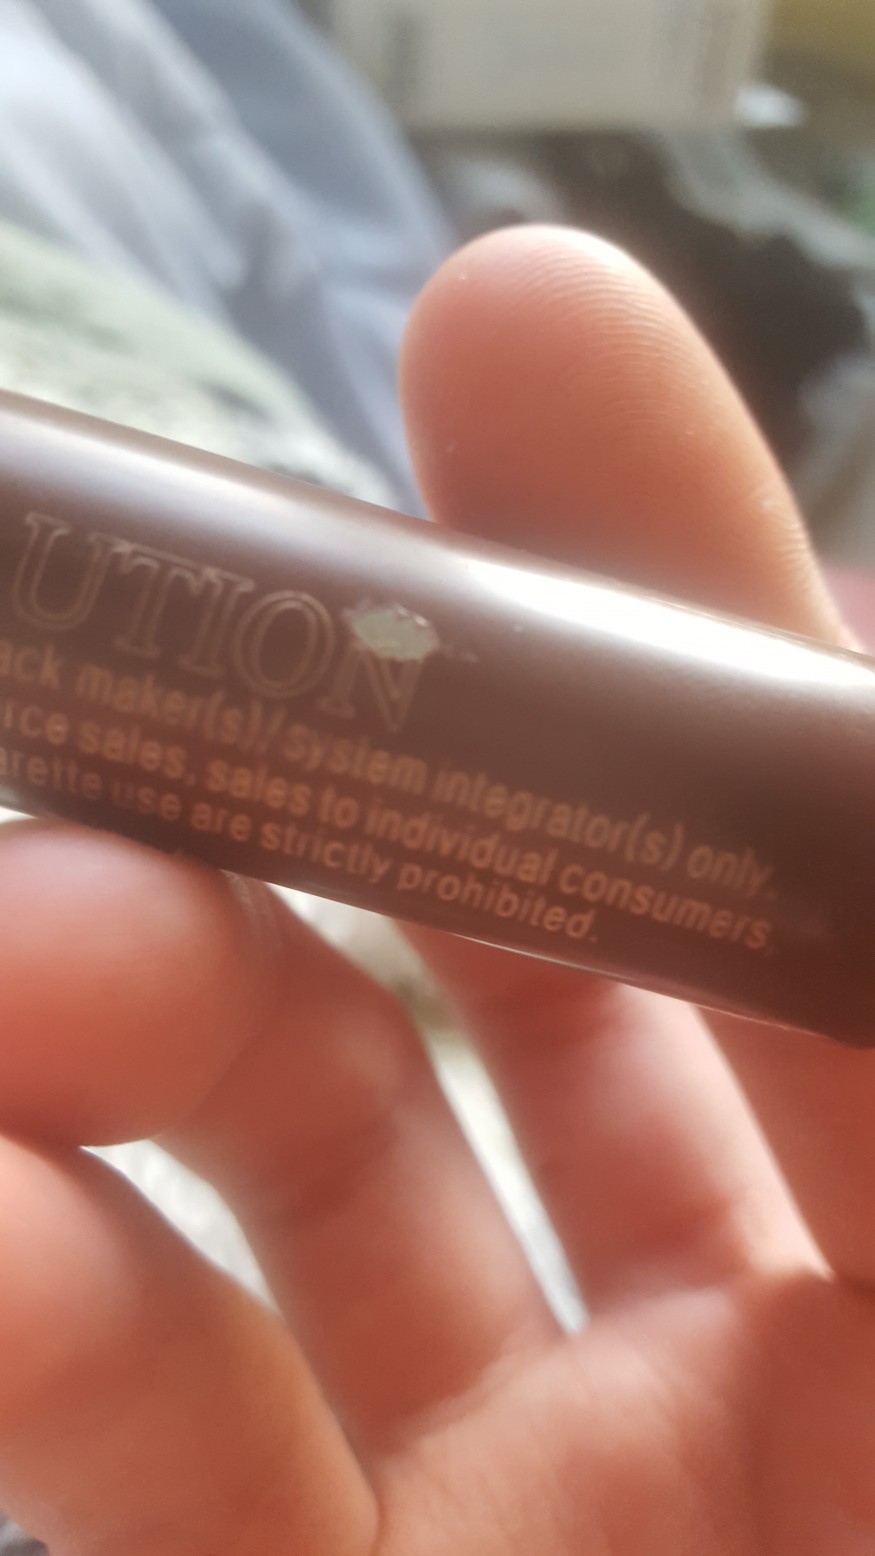 UTION
ack maker(s)/system integrator(s) only.
rce sales, sales to individual consumers,
arette use are strictly prohibited.